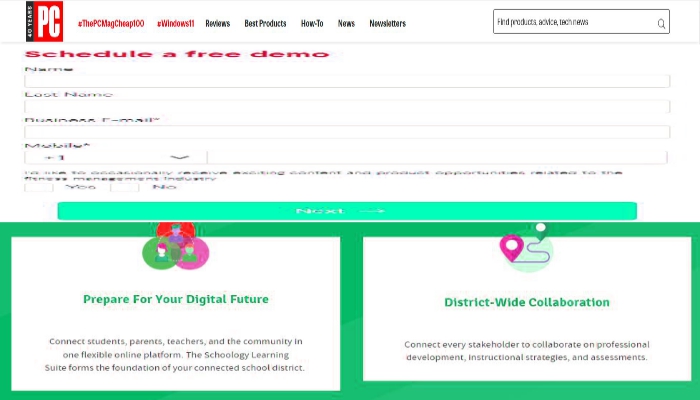 40 YEARS
PC
#ThePCMagCheap100 #Windows11 Reviews Best Products How-To News Newsletters
Find products, advice, tech news
Schedule a free demo
Name
Last Name
Business E-mail*
Mobile*
+1
I'd like to occasionally receive exciting content and product opportunities related to the
fitness management industry
Yes No
Next →
Prepare For Your Digital Future
Connect students, parents, teachers, and the community in
one flexible online platform. The Schoology Learning
Suite forms the foundation of your connected school district.
District-Wide Collaboration
Connect every stakeholder to collaborate on professional
development, instructional strategies, and assessments.